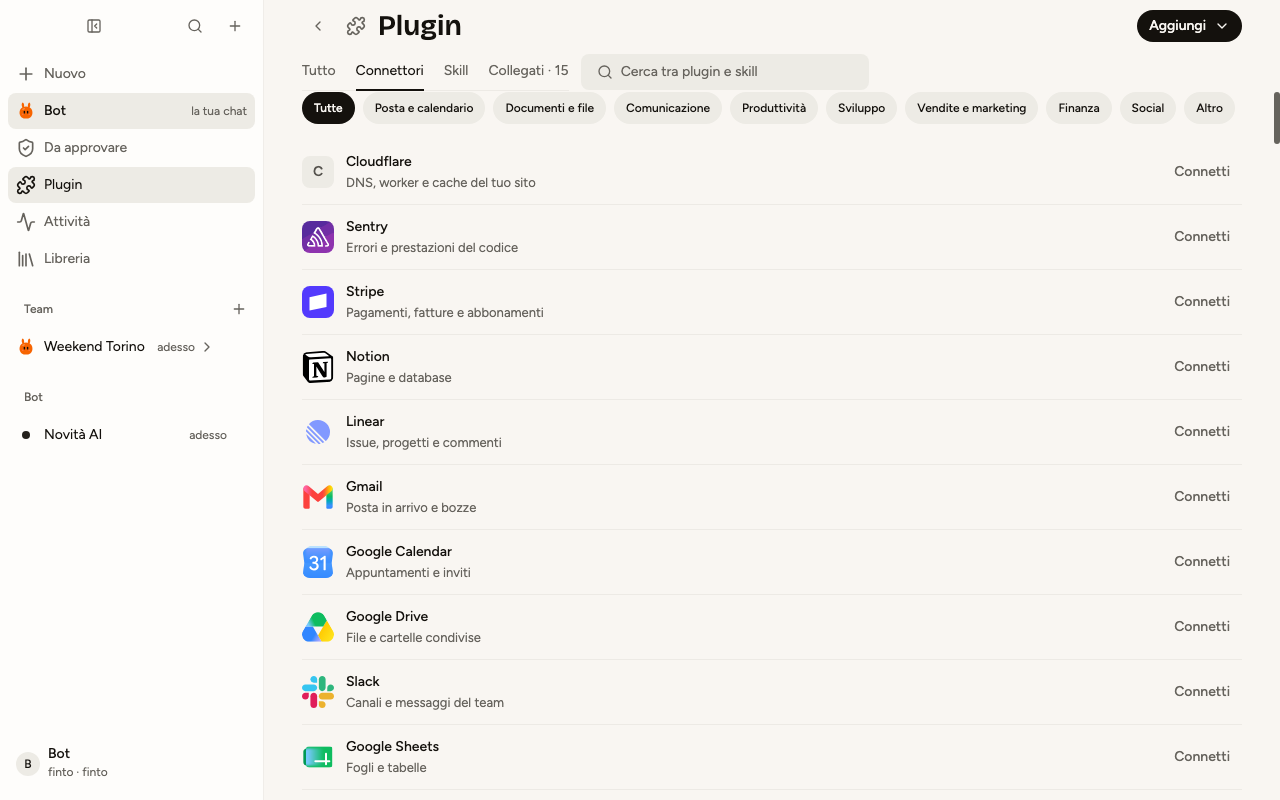 Plugin
Aggiungi
Nuovo
Bot
la tua chat
Da approvare
Plugin
Attività
Libreria
Team
Weekend Torino
adesso
Bot
Novità AI
adesso
B
Bot
finto · finto
Tutto
Connettori
Skill
Collegati · 15
Cerca tra plugin e skill
Tutte
Posta e calendario
Documenti e file
Comunicazione
Produttività
Sviluppo
Vendite e marketing
Finanza
Social
Altro
C
Cloudflare
DNS, worker e cache del tuo sito
Connetti
Sentry
Errori e prestazioni del codice
Connetti
Stripe
Pagamenti, fatture e abbonamenti
Connetti
N
Notion
Pagine e database
Connetti
Linear
Issue, progetti e commenti
Connetti
Gmail
Posta in arrivo e bozze
Connetti
31
Google Calendar
Appuntamenti e inviti
Connetti
Google Drive
File e cartelle condivise
Connetti
Slack
Canali e messaggi del team
Connetti
Google Sheets
Fogli e tabelle
Connetti